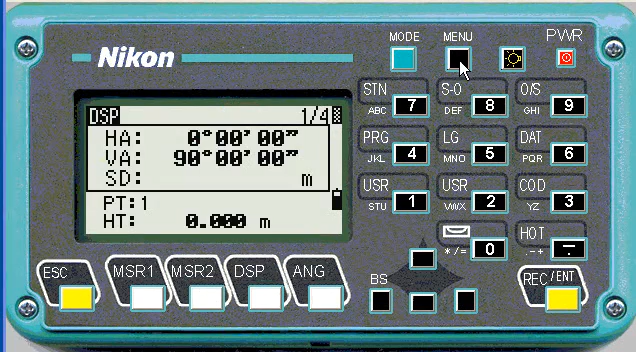 MODE MENU PWR
Nikon
DSP 1/4
HA: 0°00'00"
VA: 90°00'00"
SD: m
PT:1
HT: 0.000 m
STN ABC 7 S-O DEF 8 O/S GHI 9
PRG JKL 4 LG MNO 5 DAT PQR 6
USR STU 1 USR VWX 2 COD YZ 3
*/= 0 HOT .-+ —.
ESC MSR1 MSR2 DSP ANG BS REC/ENT